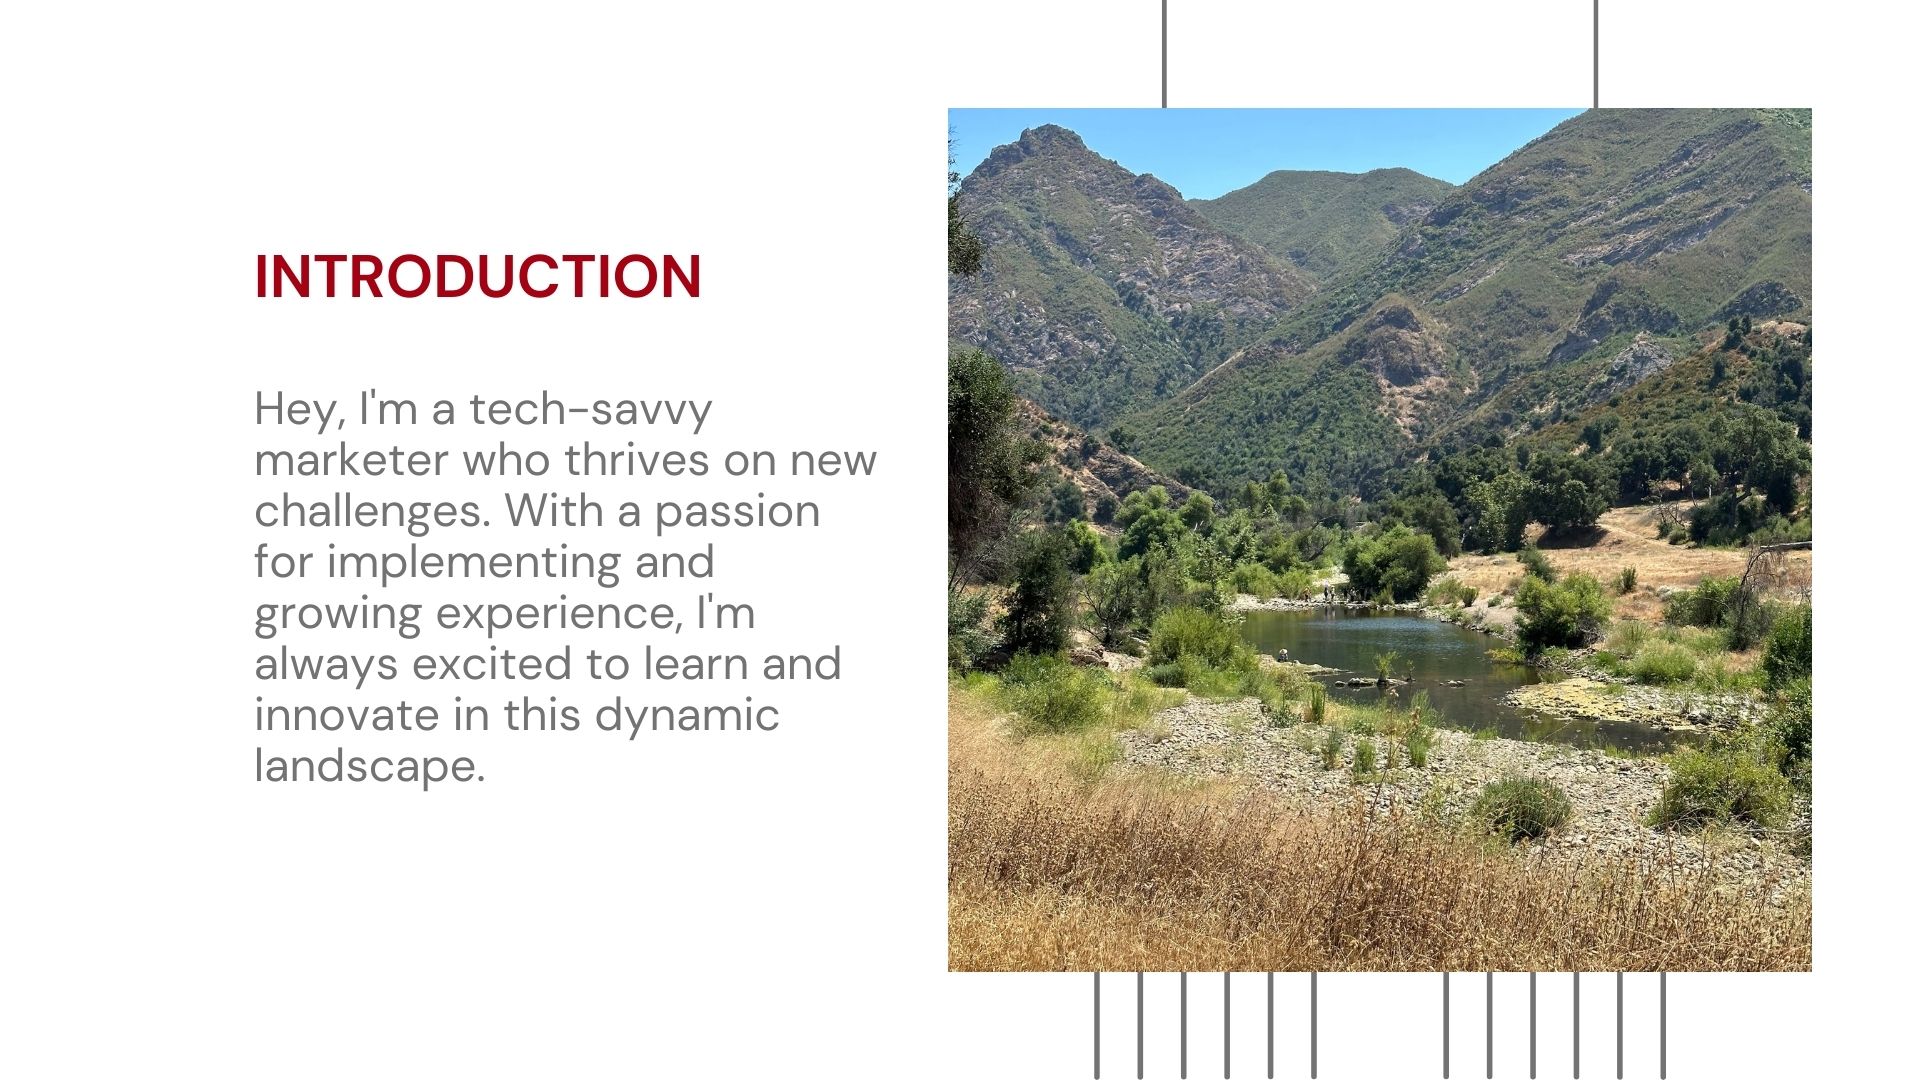 INTRODUCTION
Hey, I'm a tech-savvy
marketer who thrives on new
challenges. With a passion
for implementing and
growing experience, I'm
always excited to learn and
innovate in this dynamic
landscape.